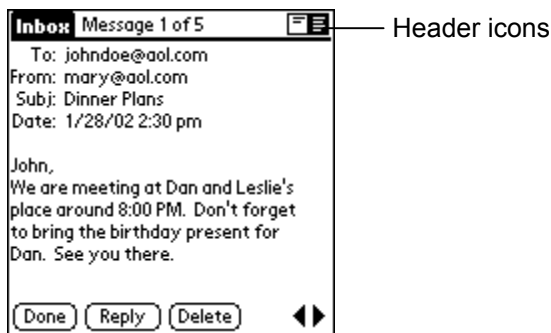 Inbox Message 1 of 5
Header icons
To: johndoe@aol.com
From: mary@aol.com
Subj: Dinner Plans
Date: 1/28/02 2:30 pm
John,
We are meeting at Dan and Leslie's
place around 8:00 PM. Don't forget
to bring the birthday present for
Dan. See you there.
Done Reply Delete